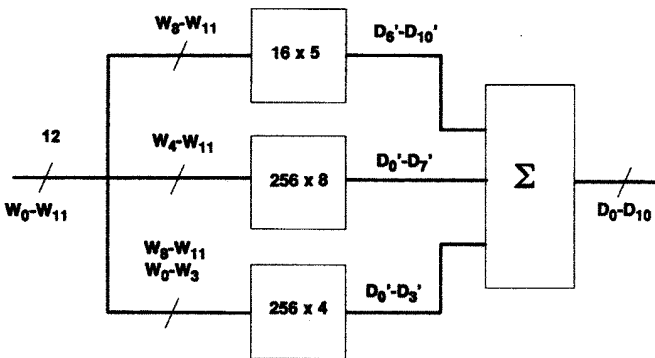 W8-W11
16 x 5
D6'-D10'
12
W0-W11
W4-W11
256 x 8
D0'-D7'
Σ
D0-D10
W8-W11
W0-W3
256 x 4
D0'-D3'